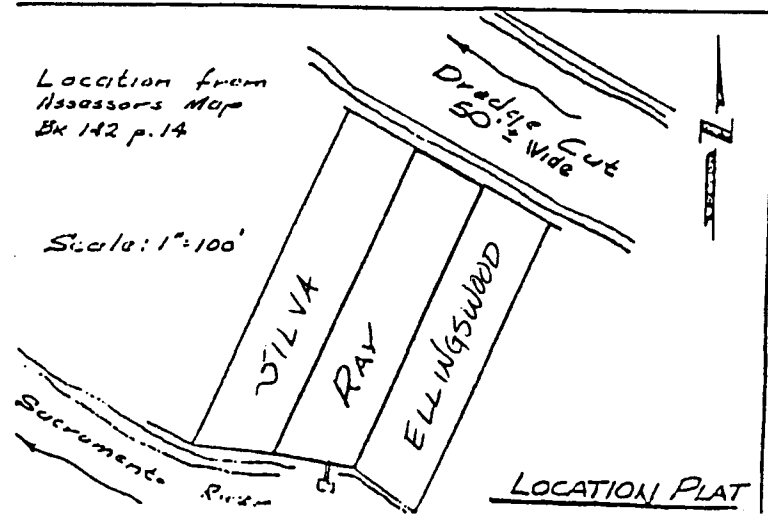 Location from
Assessors Map
Bk 142 p. 14
Dredge Cut
50'± Wide
N
Scale: 1"=100'
SILVA
RAY
ELLINGSWOOD
Sacramento
River
LOCATION PLAT